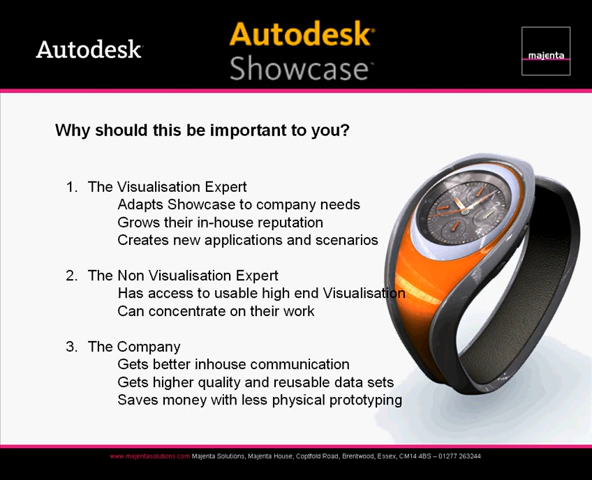 Autodesk
Autodesk®
Showcase™
majenta
Why should this be important to you?
1. The Visualisation Expert
Adapts Showcase to company needs
Grows their in-house reputation
Creates new applications and scenarios
2. The Non Visualisation Expert
Has access to usable high end Visualisation
Can concentrate on their work
3. The Company
Gets better inhouse communication
Gets higher quality and reusable data sets
Saves money with less physical prototyping
www.majentasolutions.com Majenta Solutions, Majenta House, Coptfold Road, Brentwood, Essex, CM14 4BS – 01277 263244